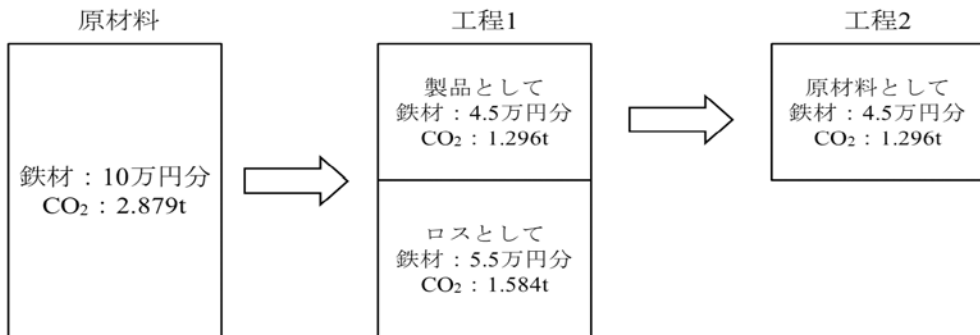 原材料
鉄材：10万円分
CO₂：2.879t
工程1
製品として
鉄材：4.5万円分
CO₂：1.296t
ロスとして
鉄材：5.5万円分
CO₂：1.584t
工程2
原材料として
鉄材：4.5万円分
CO₂：1.296t